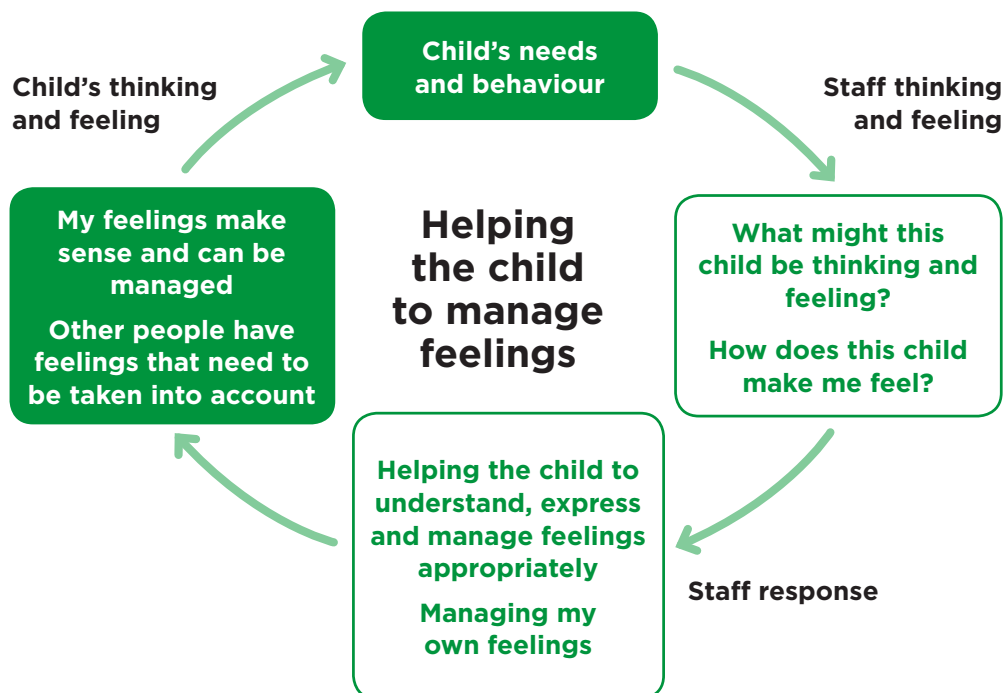 Child’s needs
and behaviour
Child’s thinking
and feeling
Staff thinking
and feeling
My feelings make
sense and can be
managed
Other people have
feelings that need to
be taken into account
Helping
the child
to manage
feelings
What might this
child be thinking and
feeling?
How does this child
make me feel?
Helping the child to
understand, express
and manage feelings
appropriately
Managing my
own feelings
Staff response